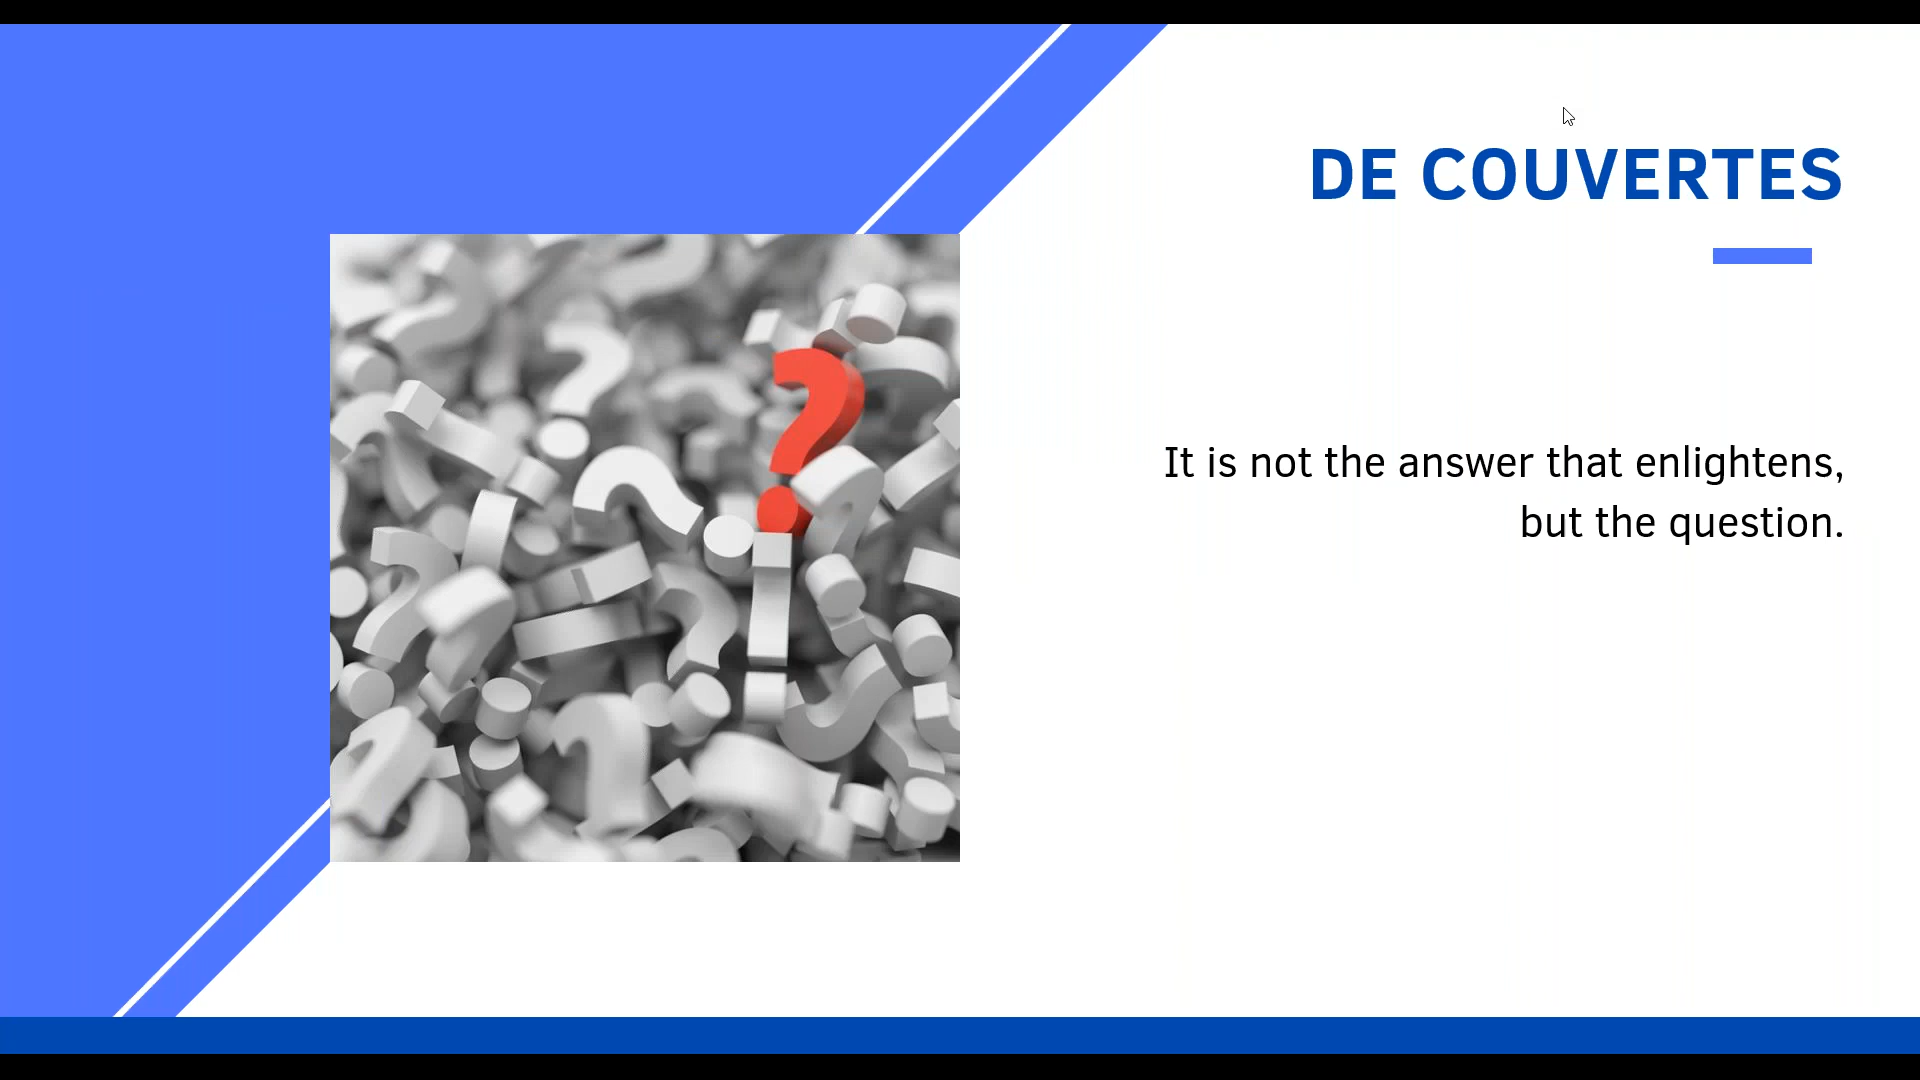 DE COUVERTES
It is not the answer that enlightens,
but the question.